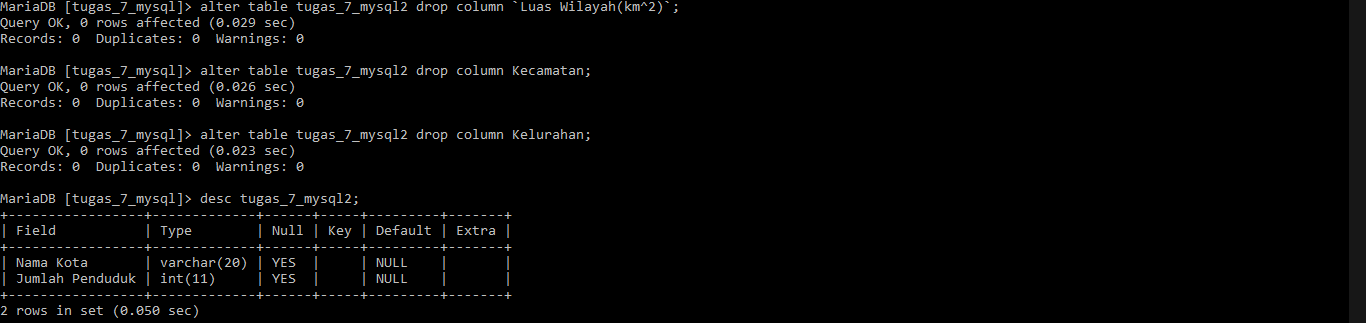 MariaDB [tugas_7_mysql]> alter table tugas_7_mysql2 drop column `Luas Wilayah(km^2)`;
Query OK, 0 rows affected (0.029 sec)
Records: 0  Duplicates: 0  Warnings: 0

MariaDB [tugas_7_mysql]> alter table tugas_7_mysql2 drop column Kecamatan;
Query OK, 0 rows affected (0.026 sec)
Records: 0  Duplicates: 0  Warnings: 0

MariaDB [tugas_7_mysql]> alter table tugas_7_mysql2 drop column Kelurahan;
Query OK, 0 rows affected (0.023 sec)
Records: 0  Duplicates: 0  Warnings: 0

MariaDB [tugas_7_mysql]> desc tugas_7_mysql2;
+-----------------+-------------+------+-----+---------+-------+
| Field           | Type        | Null | Key | Default | Extra |
+-----------------+-------------+------+-----+---------+-------+
| Nama Kota       | varchar(20) | YES  |     | NULL    |       |
| Jumlah Penduduk | int(11)     | YES  |     | NULL    |       |
+-----------------+-------------+------+-----+---------+-------+
2 rows in set (0.050 sec)